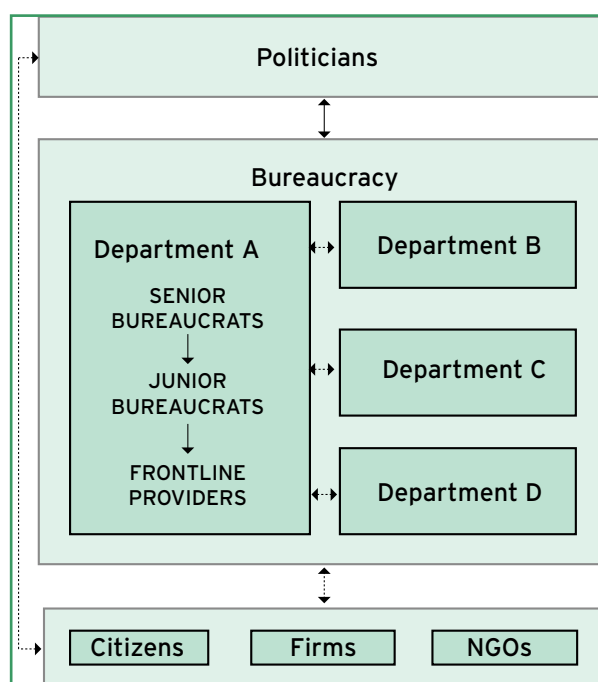 Politicians
Bureaucracy
Department A
SENIOR
BUREAUCRATS
JUNIOR
BUREAUCRATS
FRONTLINE
PROVIDERS
Department B
Department C
Department D
Citizens
Firms
NGOs